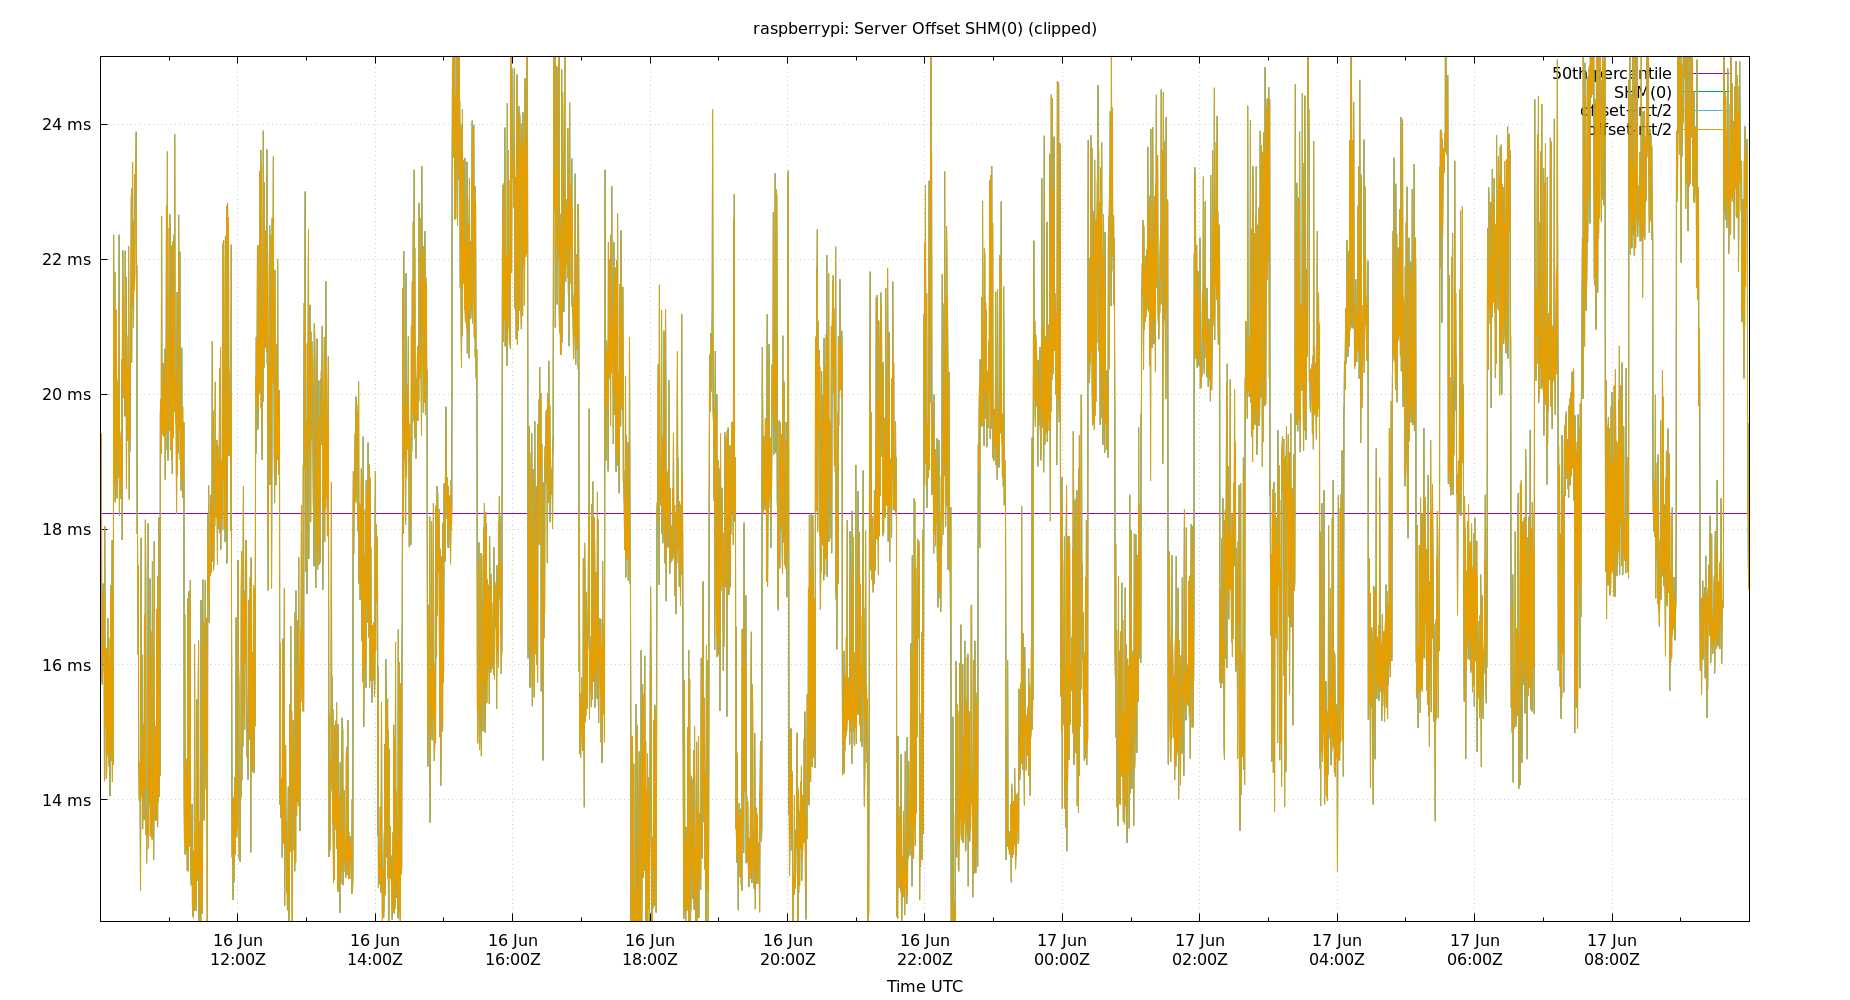 raspberrypi: Server Offset SHM(0) (clipped)
50th percentile
SHM(0)
offset+rtt/2
offset-rtt/2
24 ms
22 ms
20 ms
18 ms
16 ms
14 ms
16 Jun 12:00Z
16 Jun 14:00Z
16 Jun 16:00Z
16 Jun 18:00Z
16 Jun 20:00Z
16 Jun 22:00Z
17 Jun 00:00Z
17 Jun 02:00Z
17 Jun 04:00Z
17 Jun 06:00Z
17 Jun 08:00Z
Time UTC